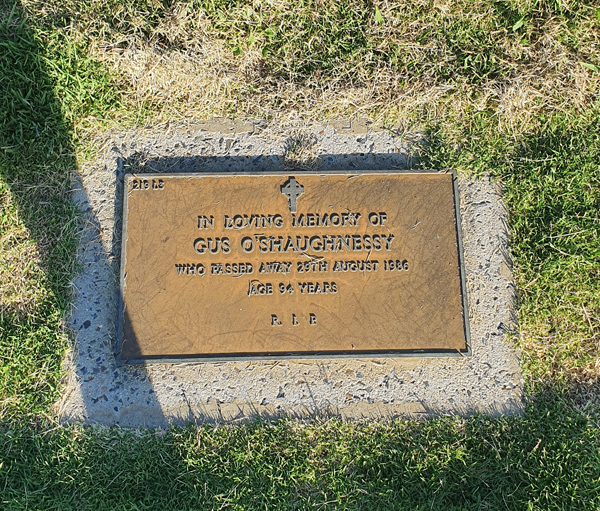 219 LS
IN LOVING MEMORY OF
GUS O'SHAUGHNESSY
WHO PASSED AWAY 29TH AUGUST 1986
AGE 94 YEARS
R. I. P.